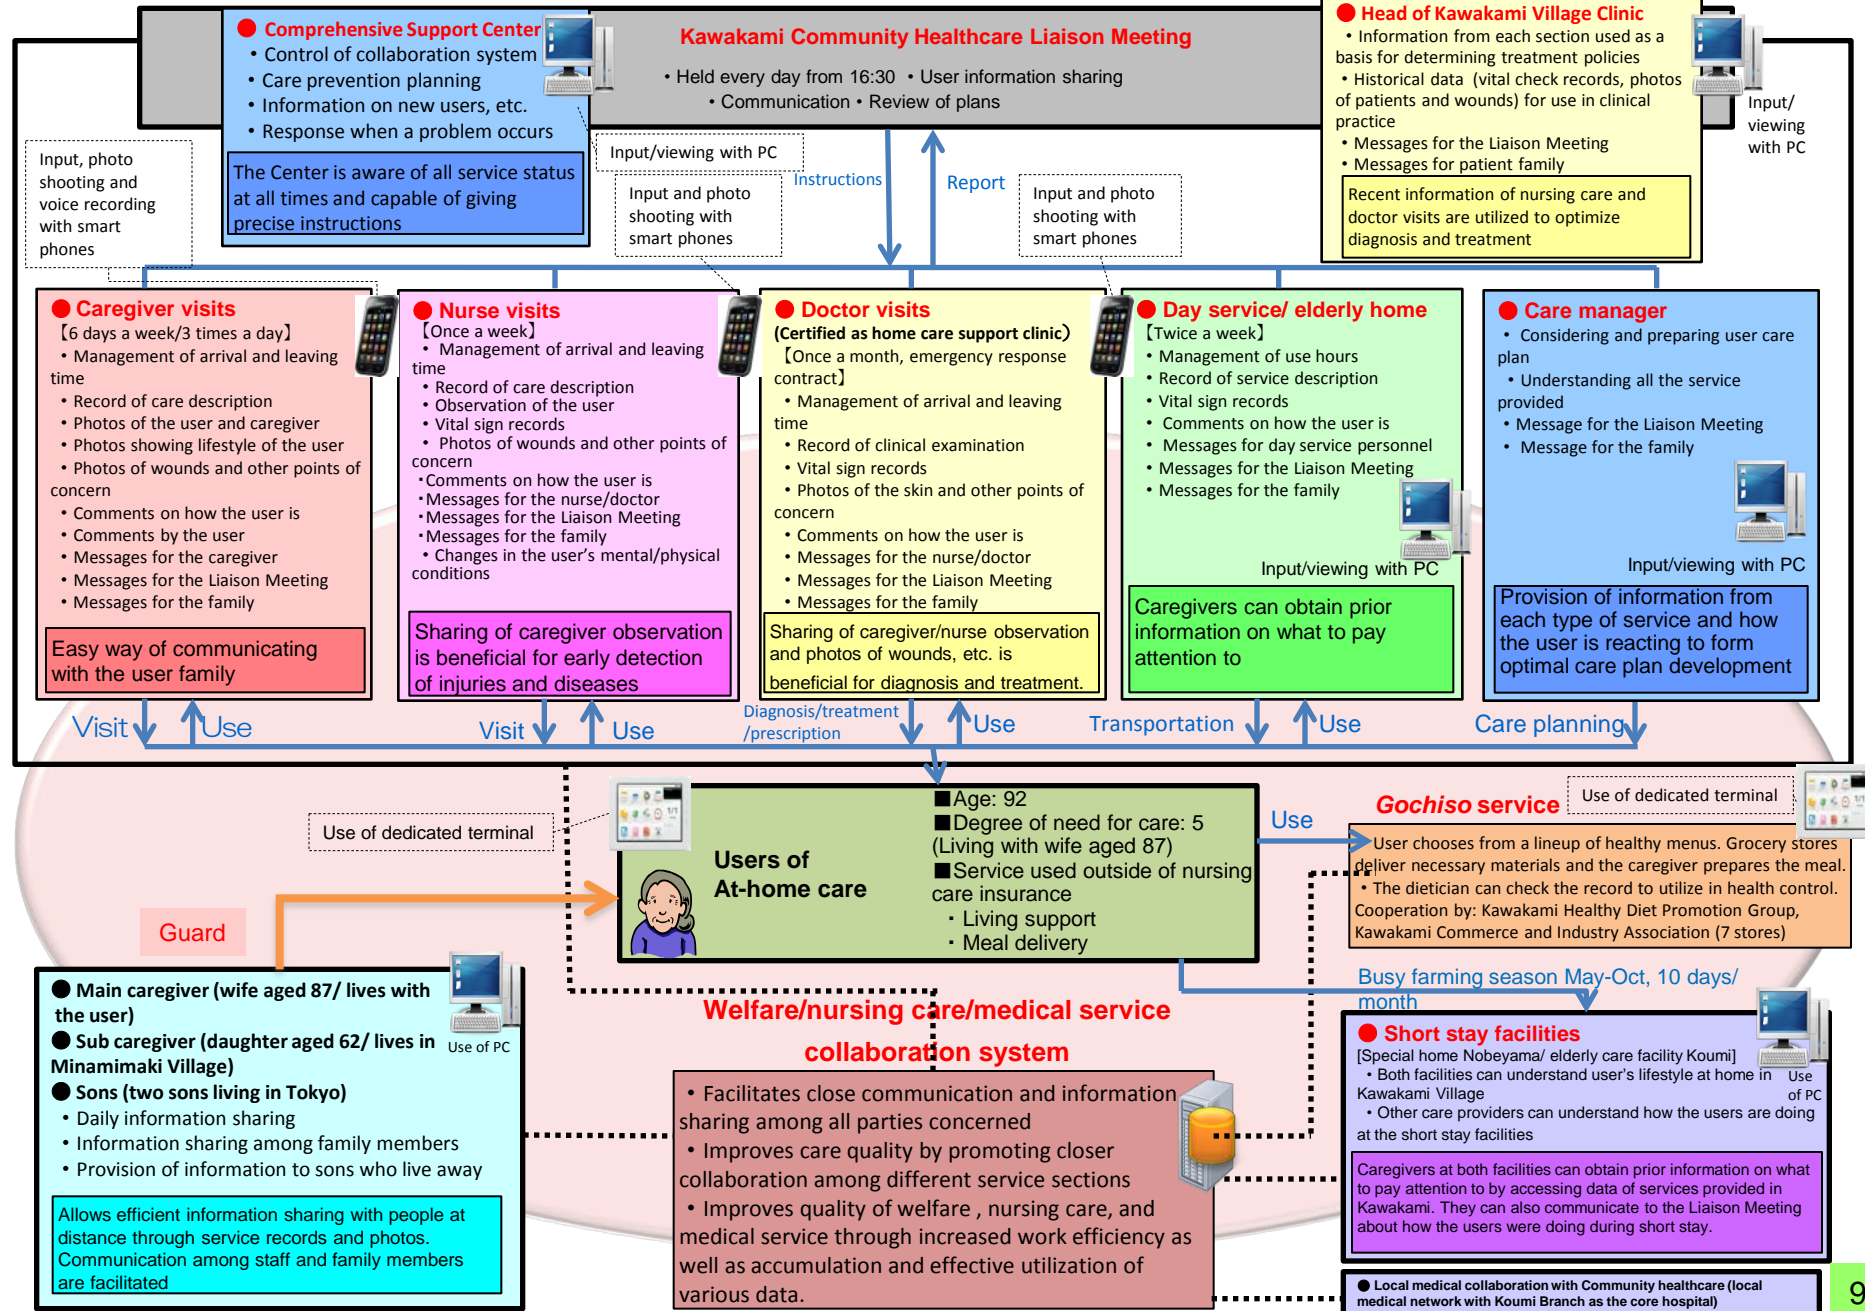 ● Comprehensive Support Center
・Control of collaboration system
・Care prevention planning
・Information on new users, etc.
・Response when a problem occurs
The Center is aware of all service status
at all times and capable of giving
precise instructions
Kawakami Community Healthcare Liaison Meeting
・Held every day from 16:30 ・User information sharing
・Communication・Review of plans
● Head of Kawakami Village Clinic
・Information from each section used as a
basis for determining treatment policies
・Historical data (vital check records, photos
of patients and wounds) for use in clinical
practice
・Messages for the Liaison Meeting
・Messages for patient family
Recent information of nursing care and
doctor visits are utilized to optimize
diagnosis and treatment
Input/
viewing
with PC
Input, photo
shooting and
voice recording
with smart
phones
Input/viewing with PC
Input and photo
shooting with
smart phones
Instructions
Report
Input and photo
shooting with
smart phones
● Caregiver visits
【6 days a week/3 times a day】
・Management of arrival and leaving
time
・Record of care description
・Photos of the user and caregiver
・Photos showing lifestyle of the user
・Photos of wounds and other points of
concern
・Comments on how the user is
・Comments by the user
・Messages for the caregiver
・Messages for the Liaison Meeting
・Messages for the family
Easy way of communicating
with the user family
● Nurse visits
【Once a week】
・Management of arrival and leaving
time
・Record of care description
・Observation of the user
・Vital sign records
・Photos of wounds and other points of
concern
・Comments on how the user is
・Messages for the nurse/doctor
・Messages for the Liaison Meeting
・Messages for the family
・Changes in the user's mental/physical
conditions
Sharing of caregiver observation
is beneficial for early detection
of injuries and diseases
● Doctor visits
(Certified as home care support clinic）
【Once a month, emergency response
contract】
・Management of arrival and leaving
time
・Record of clinical examination
・Vital sign records
・Photos of the skin and other points of
concern
・Comments on how the user is
・Messages for the nurse/doctor
・Messages for the Liaison Meeting
・Messages for the family
Sharing of caregiver/nurse observation
and photos of wounds, etc. is
beneficial for diagnosis and treatment.
● Day service/ elderly home
【Twice a week】
・Management of use hours
・Record of service description
・Vital sign records
・Comments on how the user is
・Messages for day service personnel
・Messages for the Liaison Meeting
・Messages for the family
Input/viewing with PC
Caregivers can obtain prior
information on what to pay
attention to
● Care manager
・Considering and preparing user care
plan
・Understanding all the service
provided
・Message for the Liaison Meeting
・Message for the family
Input/viewing with PC
Provision of information from
each type of service and how
the user is reacting to form
optimal care plan development
Visit
Use
Visit
Use
Diagnosis/treatment
/prescription
Use
Transportation
Use
Care planning
Use of dedicated terminal
Users of
At-home care
■Age: 92
■Degree of need for care: 5
(Living with wife aged 87)
■Service used outside of nursing
care insurance
・Living support
・Meal delivery
Use
Gochiso service
Use of dedicated terminal
・User chooses from a lineup of healthy menus. Grocery stores
deliver necessary materials and the caregiver prepares the meal.
・The dietician can check the record to utilize in health control.
Cooperation by: Kawakami Healthy Diet Promotion Group,
Kawakami Commerce and Industry Association (7 stores)
Guard
● Main caregiver (wife aged 87/ lives with
the user)
● Sub caregiver (daughter aged 62/ lives in
Minamimaki Village)
● Sons (two sons living in Tokyo)
・Daily information sharing
・Information sharing among family members
・Provision of information to sons who live away
Use of PC
Allows efficient information sharing with people at
distance through service records and photos.
Communication among staff and family members
are facilitated
Welfare/nursing care/medical service
collaboration system
・Facilitates close communication and information
sharing among all parties concerned
・Improves care quality by promoting closer
collaboration among different service sections
・Improves quality of welfare , nursing care, and
medical service through increased work efficiency as
well as accumulation and effective utilization of
various data.
Busy farming season May-Oct, 10 days/
month
● Short stay facilities
[Special home Nobeyama/ elderly care facility Koumi]
・Both facilities can understand user's lifestyle at home in
Kawakami Village
・Other care providers can understand how the users are doing
at the short stay facilities
Use
of PC
Caregivers at both facilities can obtain prior information on what
to pay attention to by accessing data of services provided in
Kawakami. They can also communicate to the Liaison Meeting
about how the users were doing during short stay.
● Local medical collaboration with Community healthcare (local
medical network with Koumi Branch as the core hospital)
9